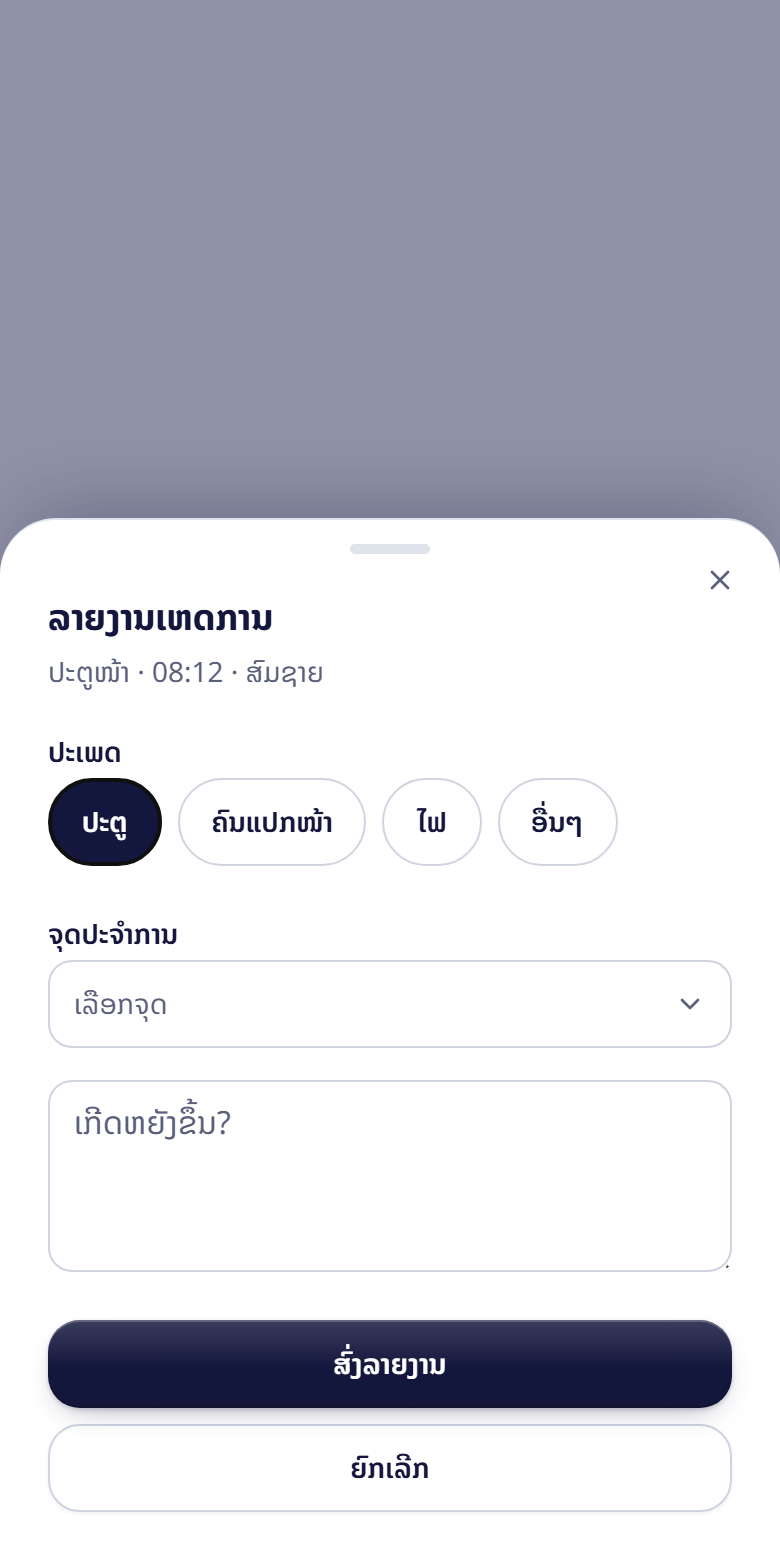 ລາຍງານເຫດການ
ປະຕູໜ້າ · 08:12 · ສົມຊາຍ
ປະເພດ
ປະຕູ ຄົນແປກໜ້າ ໄຟ ອື່ນໆ
ຈຸດປະຈຳການ
ເລືອກຈຸດ
ເກີດຫຍັງຂຶ້ນ?
ສົ່ງລາຍງານ
ຍົກເລີກ